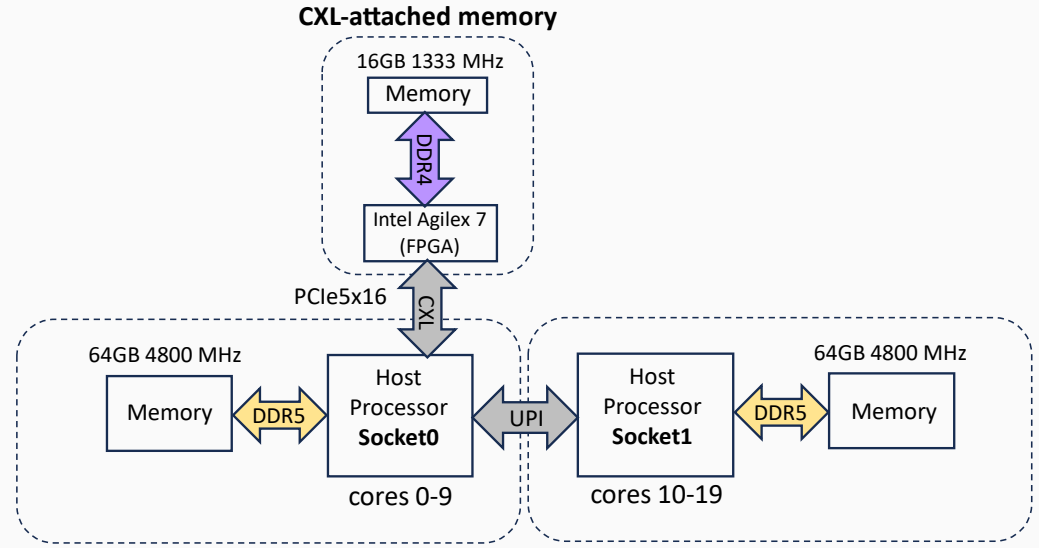 CXL-attached memory
16GB 1333 MHz
Memory
DDR4
Intel Agilex 7
(FPGA)
PCIe5x16
CXL
64GB 4800 MHz
Memory
DDR5
Host
Processor
Socket0
cores 0-9
UPI
Host
Processor
Socket1
cores 10-19
DDR5
64GB 4800 MHz
Memory